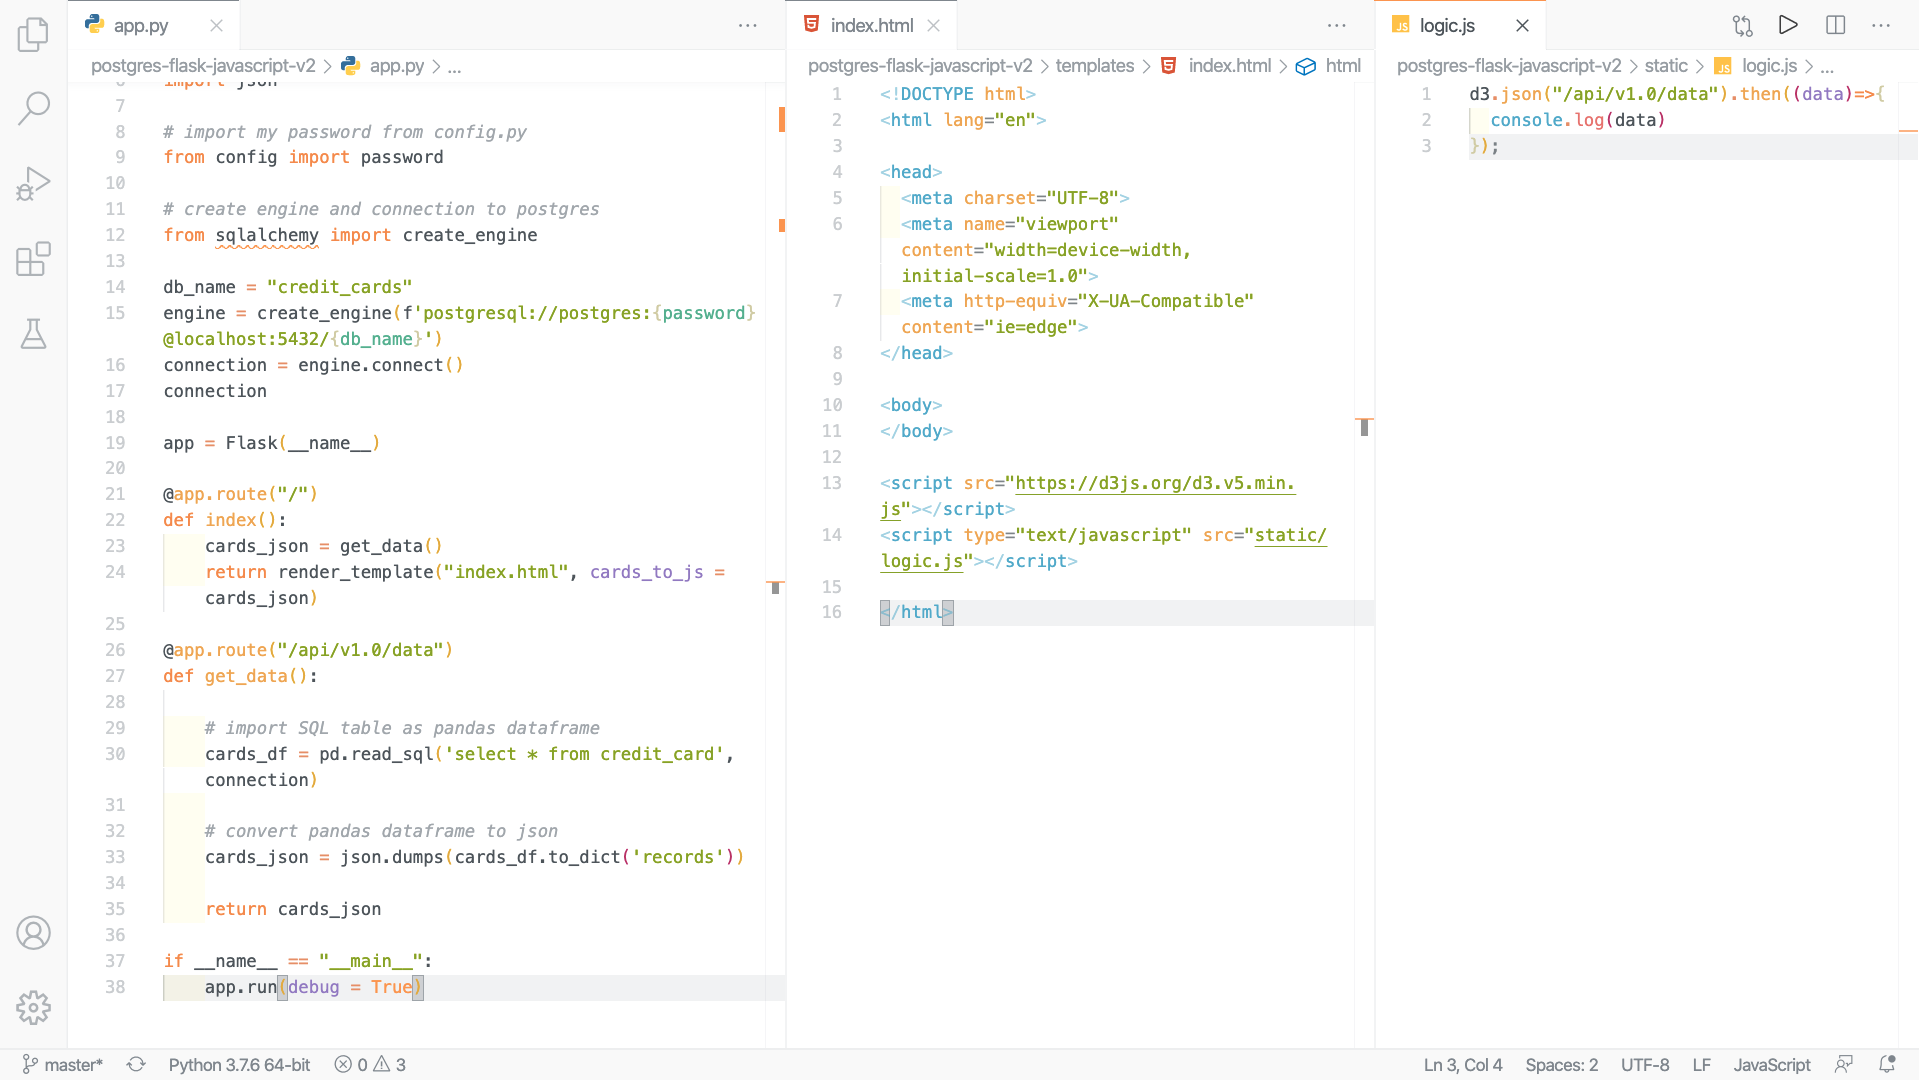 app.py
postgres-flask-javascript-v2 > app.py > ...
6 import json
7
8 # import my password from config.py
9 from config import password
10
11 # create engine and connection to postgres
12 from sqlalchemy import create_engine
13
14 db_name = "credit_cards"
15 engine = create_engine(f'postgresql://postgres:{password}
@localhost:5432/{db_name}')
16 connection = engine.connect()
17 connection
18
19 app = Flask(__name__)
20
21 @app.route("/")
22 def index():
23 cards_json = get_data()
24 return render_template("index.html", cards_to_js =
cards_json)
25
26 @app.route("/api/v1.0/data")
27 def get_data():
28
29 # import SQL table as pandas dataframe
30 cards_df = pd.read_sql('select * from credit_card',
connection)
31
32 # convert pandas dataframe to json
33 cards_json = json.dumps(cards_df.to_dict('records'))
34
35 return cards_json
36
37 if __name__ == "__main__":
38 app.run(debug = True)
index.html
postgres-flask-javascript-v2 > templates > index.html > html
1 <!DOCTYPE html>
2 <html lang="en">
3
4 <head>
5 <meta charset="UTF-8">
6 <meta name="viewport"
content="width=device-width,
initial-scale=1.0">
7 <meta http-equiv="X-UA-Compatible"
content="ie=edge">
8 </head>
9
10 <body>
11 </body>
12
13 <script src="https://d3js.org/d3.v5.min.
js"></script>
14 <script type="text/javascript" src="static/
logic.js"></script>
15
16 </html>
JS logic.js
postgres-flask-javascript-v2 > static > JS logic.js > ...
1 d3.json("/api/v1.0/data").then((data)=>{
2 console.log(data)
3 });
master* Python 3.7.6 64-bit 0 3 Ln 3, Col 4 Spaces: 2 UTF-8 LF JavaScript